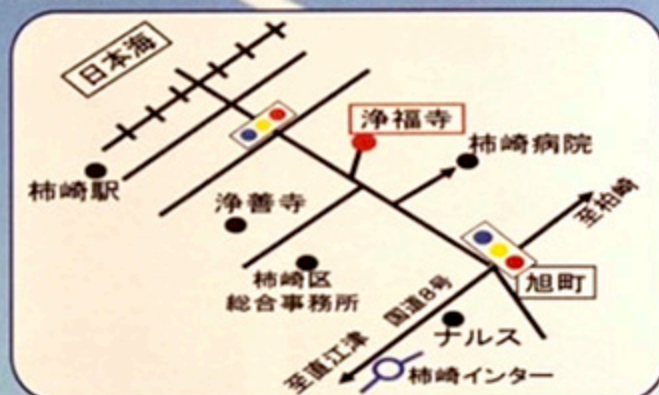 日本海
浄福寺
柿崎病院
柿崎駅
浄善寺
至柏崎
柿崎区
総合事務所
旭町
国道8号
ナルス
至直江津
柿崎インター